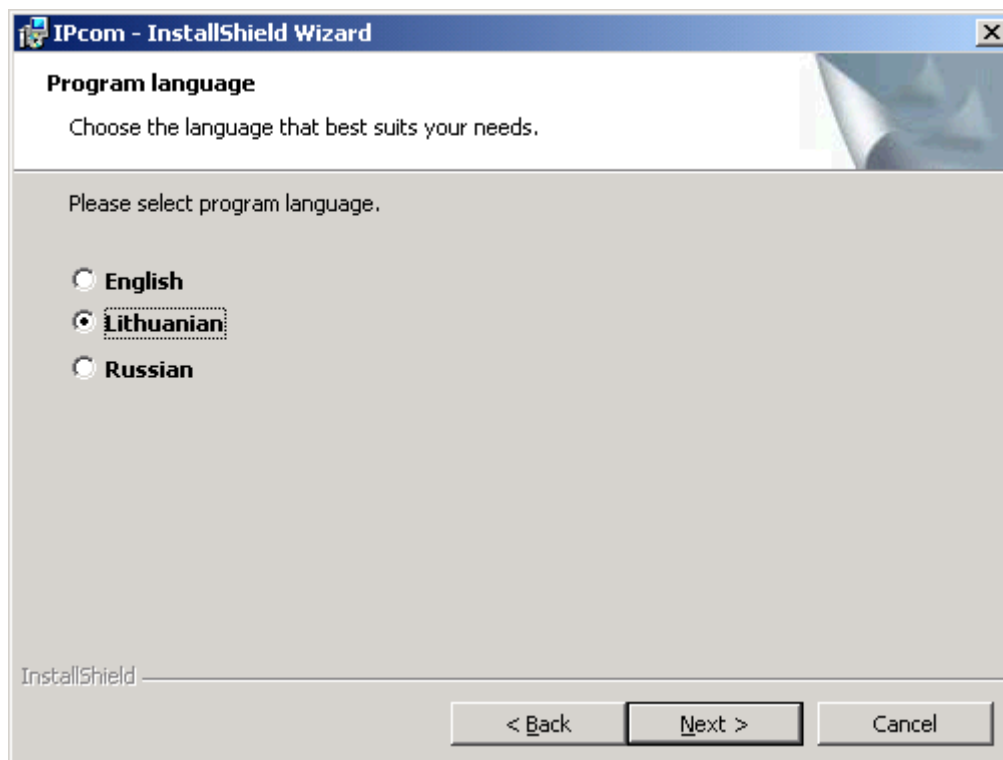 IPcom - InstallShield Wizard
Program language
Choose the language that best suits your needs.
Please select program language.
English
Lithuanian
Russian
InstallShield
< Back Next > Cancel